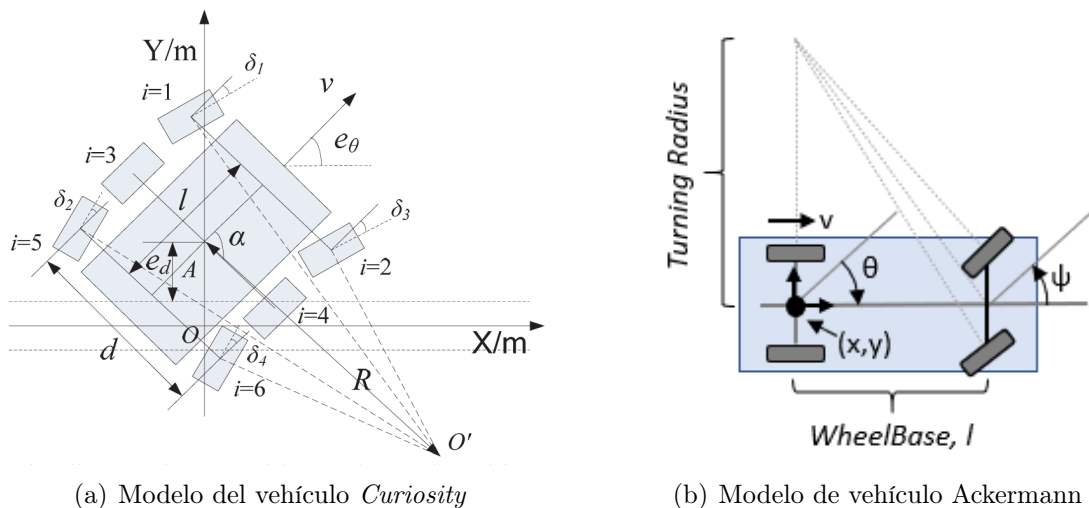 Y/m
δ1
i=1
v
eθ
i=3
l
δ2
δ3
α
i=5
ed
A
i=2
O
i=4
X/m
d
δ4
R
i=6
O'
(a) Modelo del vehículo Curiosity
Turning Radius
v
θ
ψ
(x,y)
WheelBase, l
(b) Modelo de vehículo Ackermann